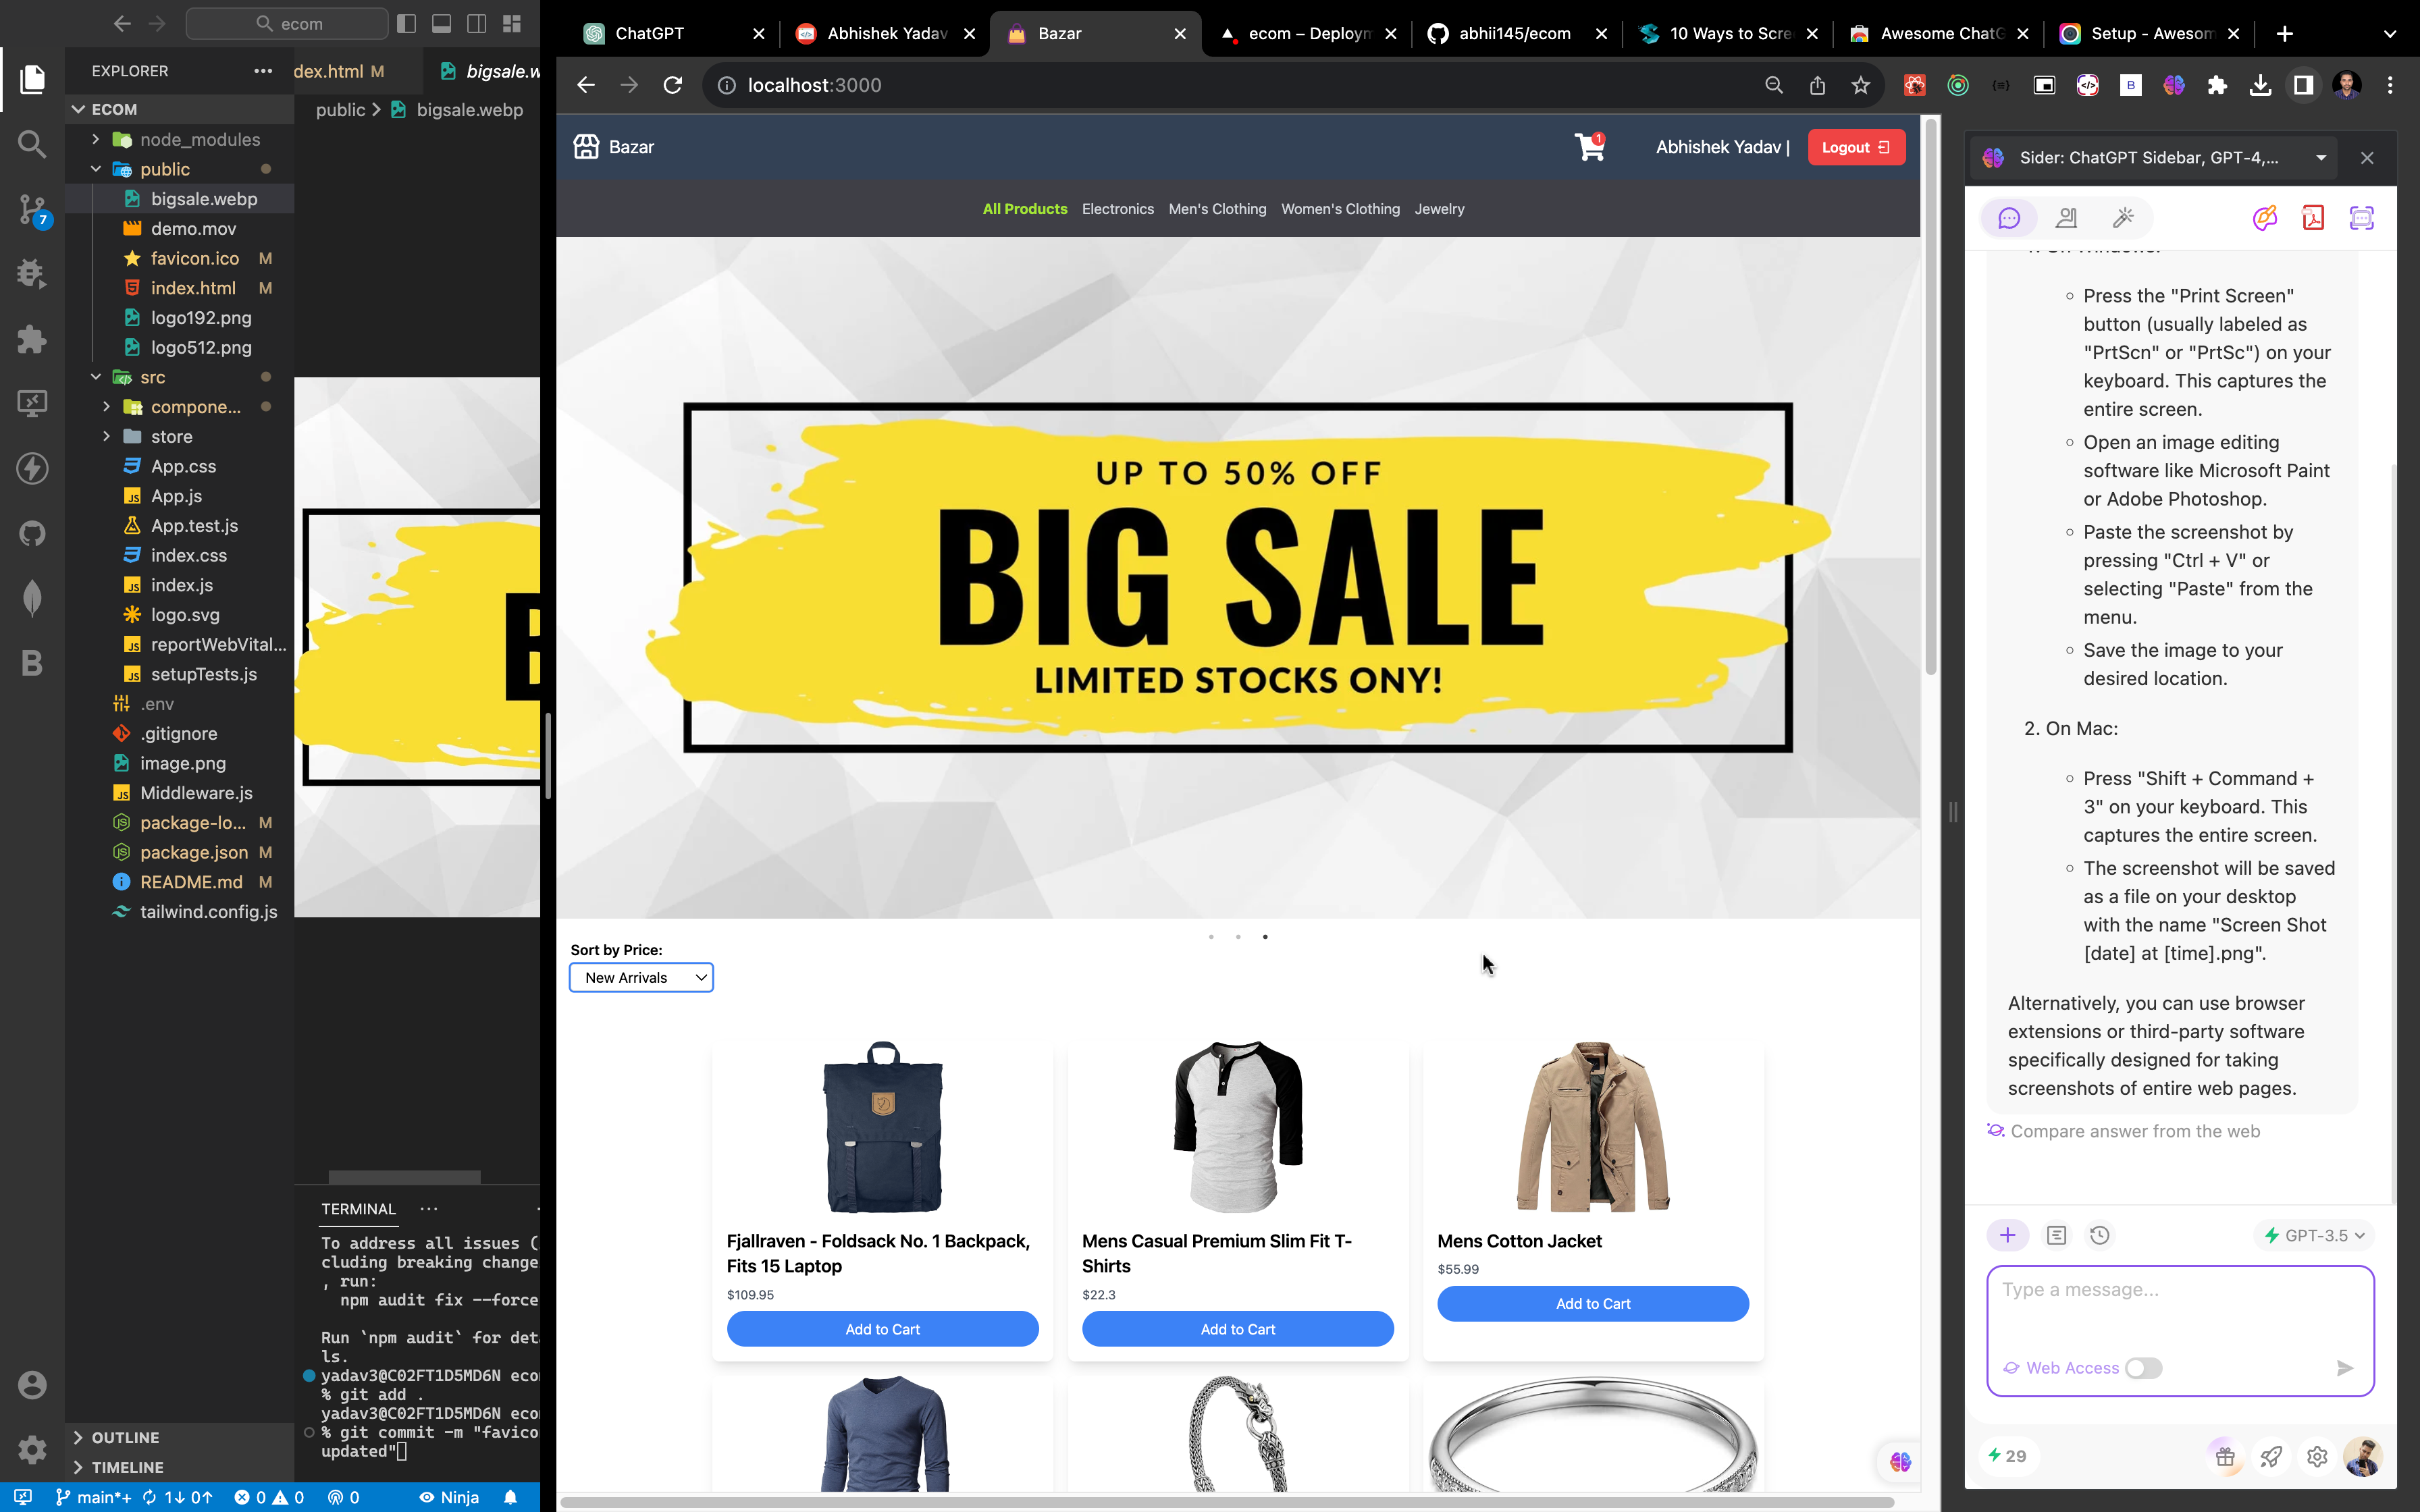 ecom
ChatGPT
Abhishek Yadav
Bazar
ecom – Deploym
abhii145/ecom
10 Ways to Scre
Awesome ChatG
Setup - Awesom
EXPLORER
dex.html M
bigsale.w
localhost:3000
ECOM
public > bigsale.webp
node_modules
public
bigsale.webp
demo.mov
favicon.ico M
index.html M
logo192.png
logo512.png
src
compone...
store
App.css
App.js
App.test.js
index.css
index.js
logo.svg
reportWebVital...
setupTests.js
.env
.gitignore
image.png
Middleware.js
package-lo... M
package.json M
README.md M
tailwind.config.js
OUTLINE
TIMELINE
7
B
TERMINAL
To address all issues (
cluding breaking change
, run:
npm audit fix --force
Run `npm audit` for det
ls.
yadav3@C02FT1D5MD6N eco
% git add .
yadav3@C02FT1D5MD6N eco
% git commit -m "favico
updated"
main*+ 1↓ 0↑ 0 0 0 Ninja
Bazar
1
Abhishek Yadav |
Logout
All Products Electronics Men's Clothing Women's Clothing Jewelry
UP TO 50% OFF
BIG SALE
LIMITED STOCKS ONY!
Sort by Price:
New Arrivals
Fjallraven - Foldsack No. 1 Backpack,
Fits 15 Laptop
$109.95
Add to Cart
Mens Casual Premium Slim Fit T-
Shirts
$22.3
Add to Cart
Mens Cotton Jacket
$55.99
Add to Cart
Sider: ChatGPT Sidebar, GPT-4,...
Press the "Print Screen"
button (usually labeled as
"PrtScn" or "PrtSc") on your
keyboard. This captures the
entire screen.
Open an image editing
software like Microsoft Paint
or Adobe Photoshop.
Paste the screenshot by
pressing "Ctrl + V" or
selecting "Paste" from the
menu.
Save the image to your
desired location.
2. On Mac:
Press "Shift + Command +
3" on your keyboard. This
captures the entire screen.
The screenshot will be saved
as a file on your desktop
with the name "Screen Shot
[date] at [time].png".
Alternatively, you can use browser
extensions or third-party software
specifically designed for taking
screenshots of entire web pages.
Compare answer from the web
GPT-3.5
Type a message...
Web Access
29